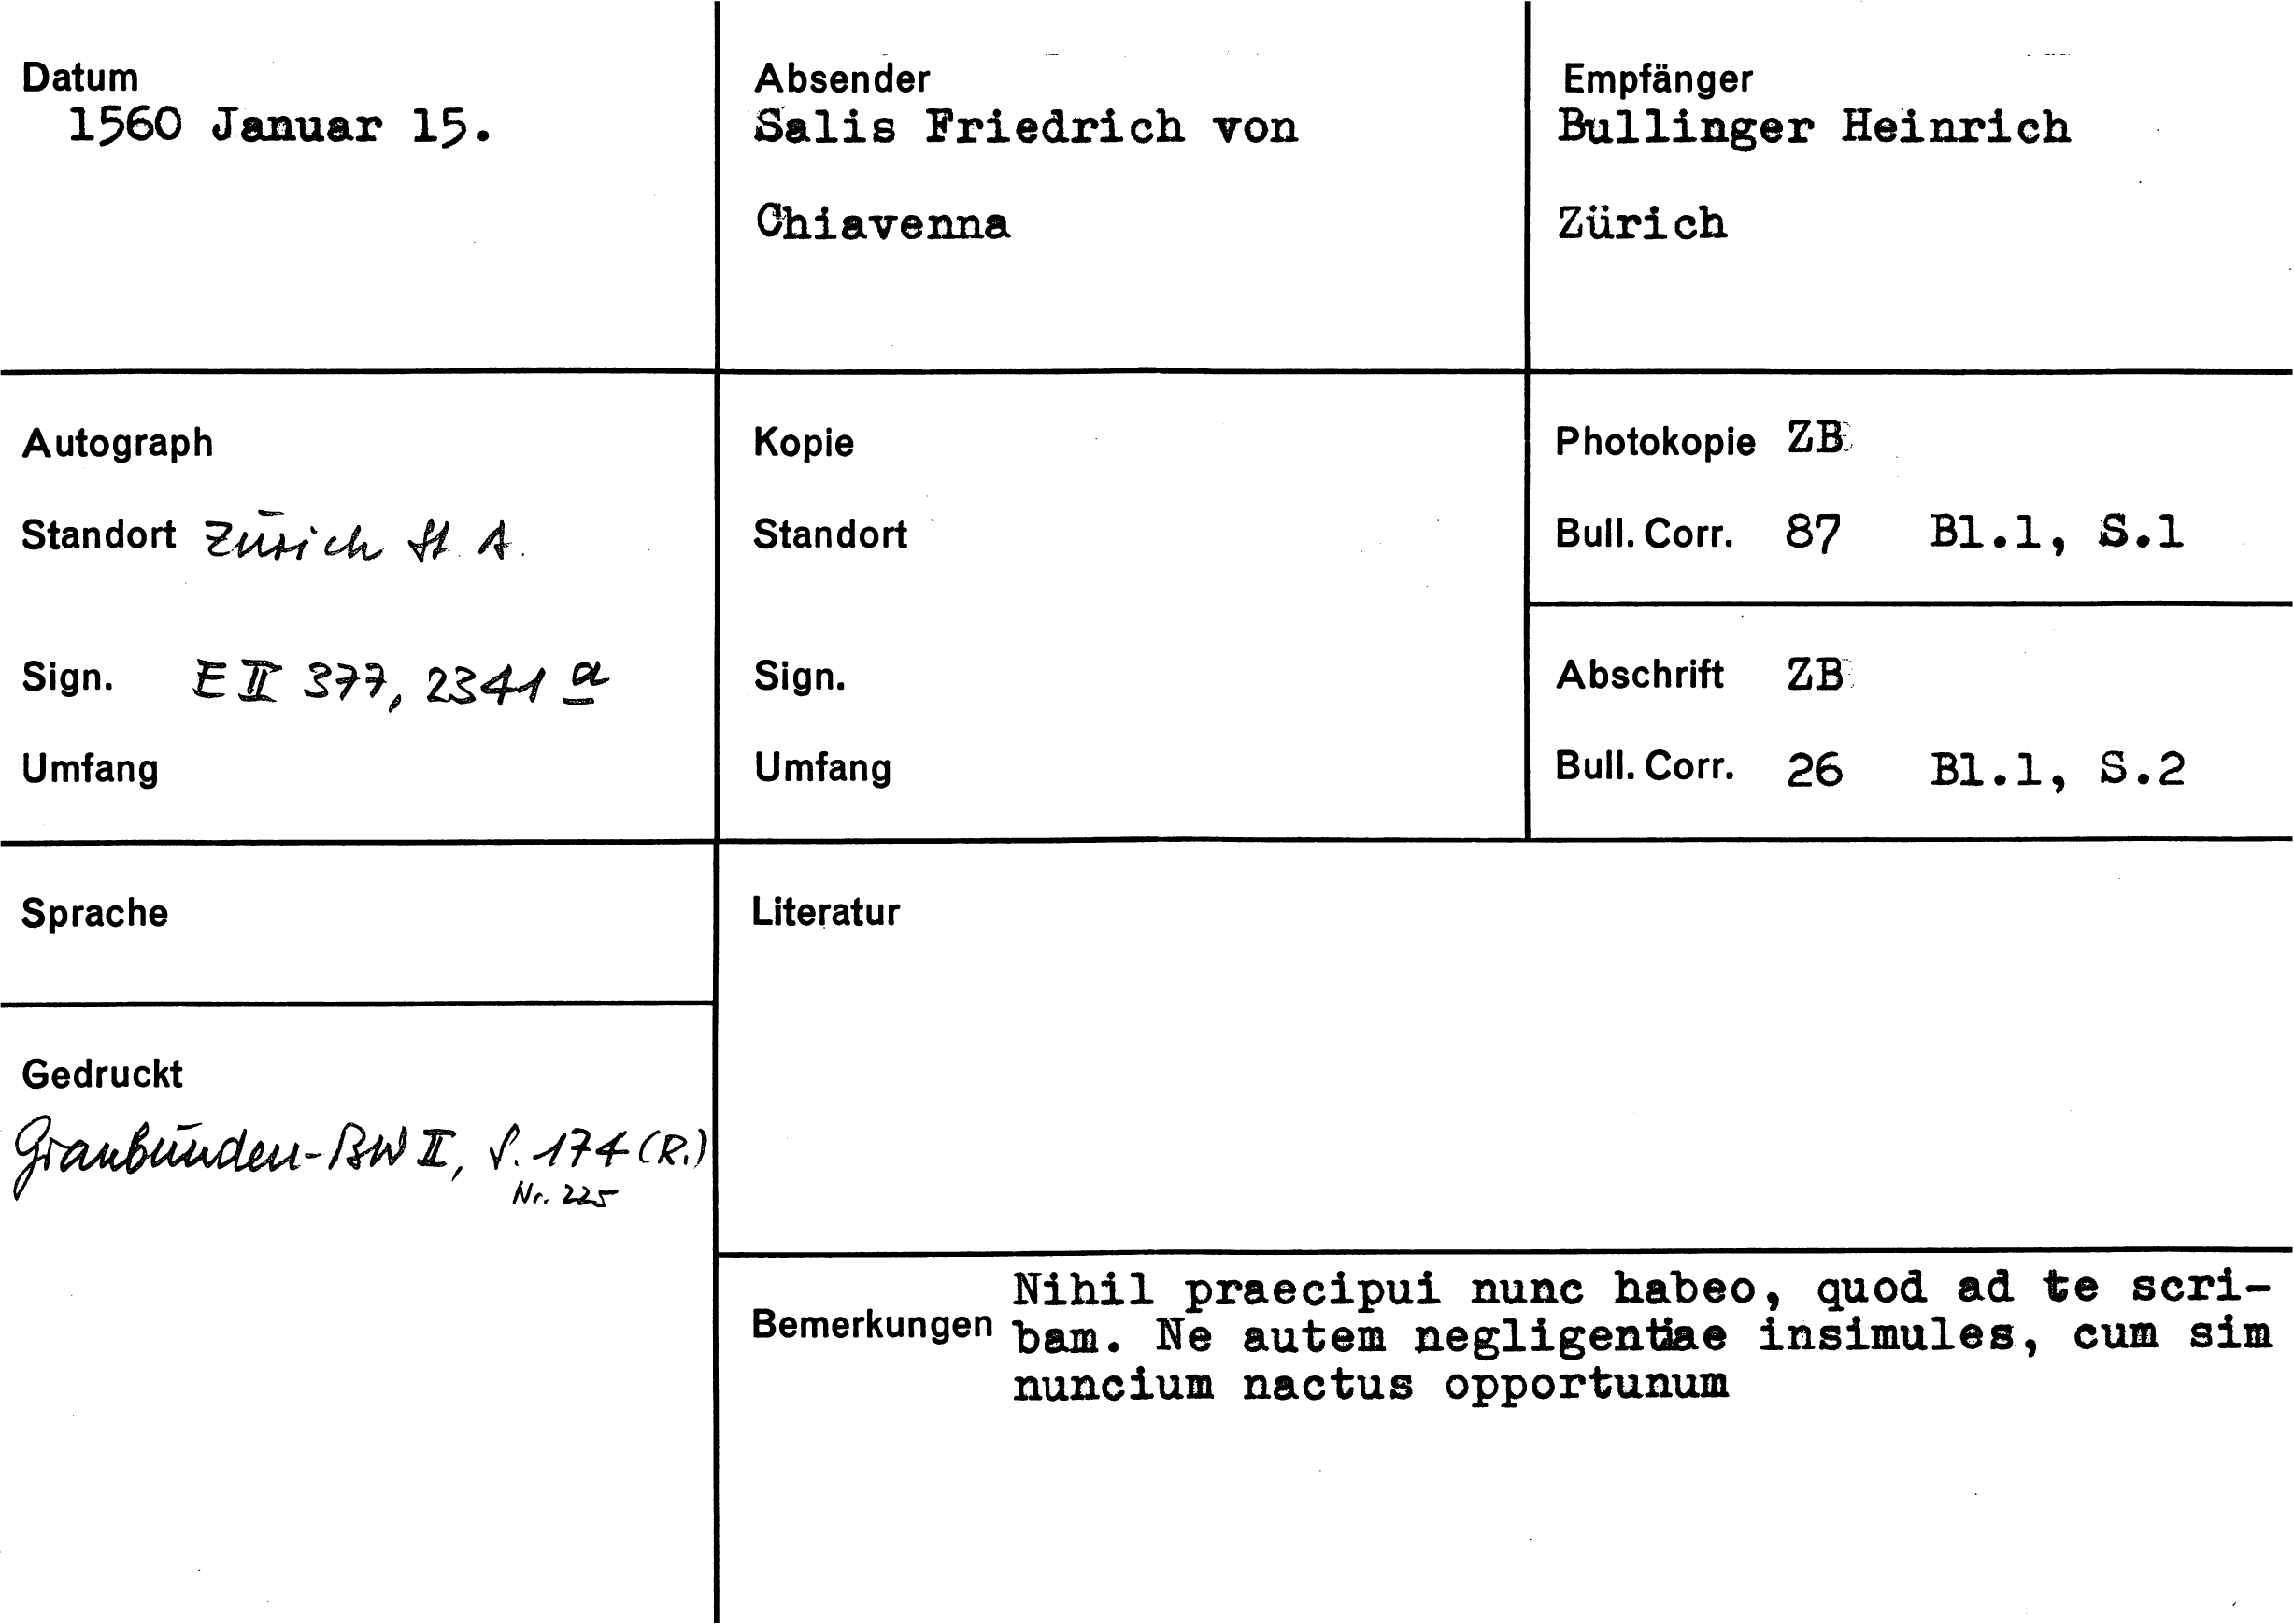 Datum
1560 Januar 15.
Absender
Salis Friedrich von
Chiavenna
Empfänger
Bullinger Heinrich
Zürich
Autograph
Standort Zürich St. A.
Sign. E II 377, 2341 a
Umfang
Kopie
Standort
Sign.
Umfang
Photokopie ZB
Bull. Corr. 87 Bl.1, S.1
Abschrift ZB
Bull. Corr. 26 Bl.1, S.2
Sprache
Gedruckt
Graubünden-BW II, S. 174 (R.)
Nr. 225
Literatur
Bemerkungen
Nihil praecipui nunc habeo, quod ad te scri-
bam. Ne autem negligentiae insimules, cum sim
nuncium nactus opportunum